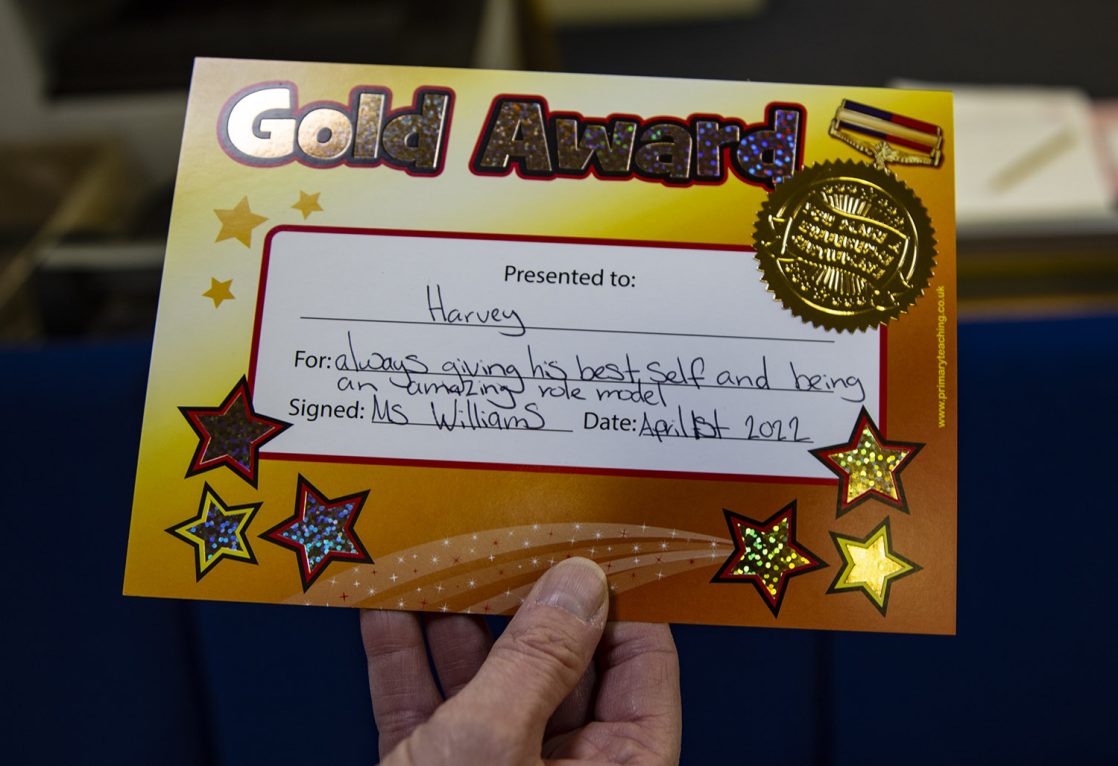 Gold Award
Presented to:
Harvey
For: always giving his best self and being
an amazing role model
Signed: Ms Williams Date: April 1st 2022
www.primaryteaching.co.uk